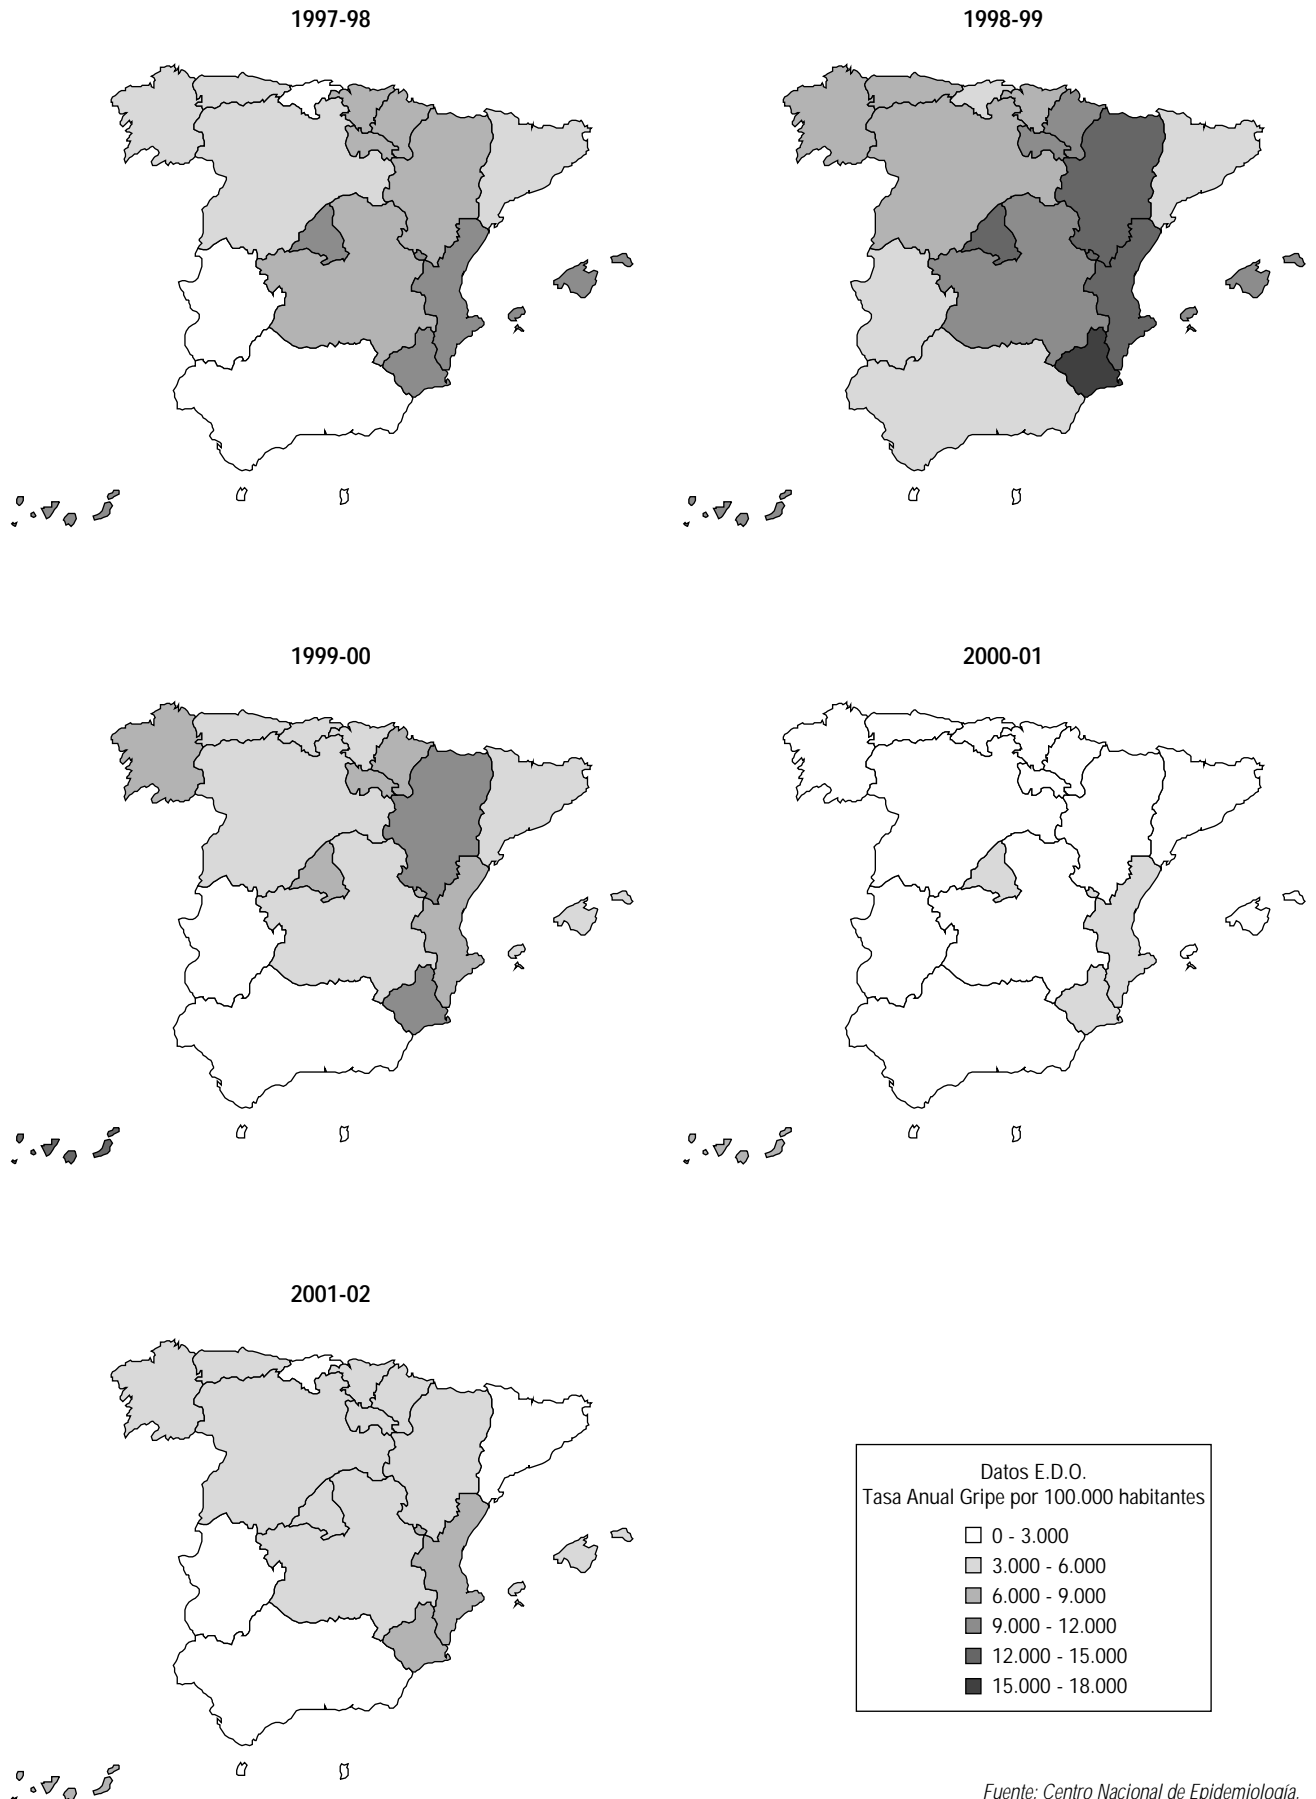 1997-98
1998-99
1999-00
2000-01
2001-02
Datos E.D.O.
Tasa Anual Gripe por 100.000 habitantes
0 - 3.000
3.000 - 6.000
6.000 - 9.000
9.000 - 12.000
12.000 - 15.000
15.000 - 18.000
Fuente: Centro Nacional de Epidemiología.